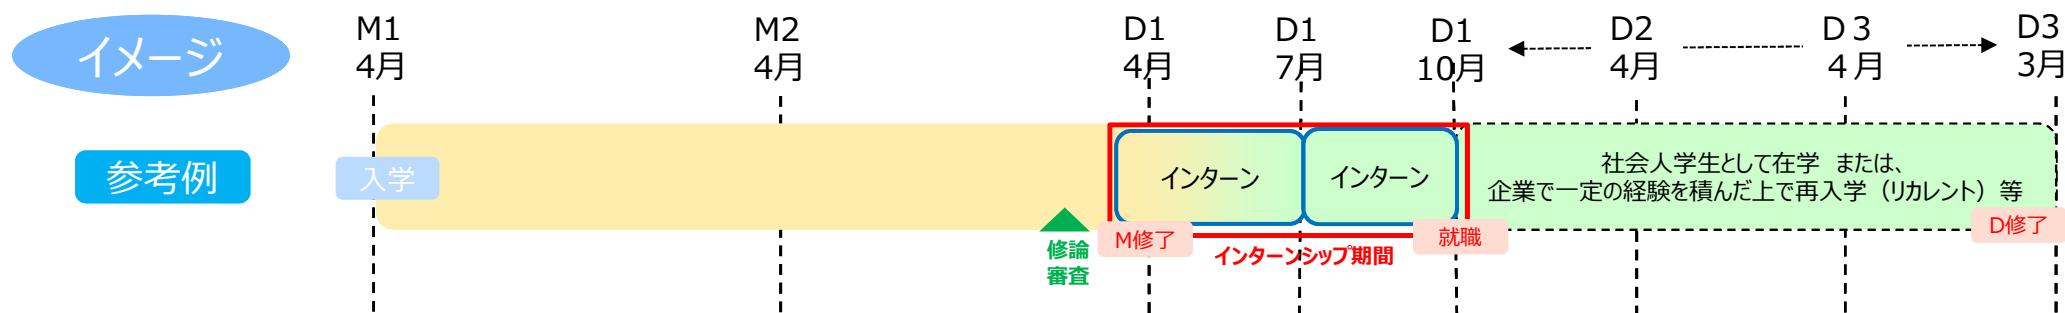 イメージ
M1
4月
M2
4月
D1
4月
D1
7月
D1
10月
D2
4月
D３
４月
D3
3月
参考例
入学
インターン
インターン
社会人学生として在学 または、
企業で一定の経験を積んだ上で再入学（リカレント）等
修論
審査
M修了
インターンシップ期間
就職
D修了